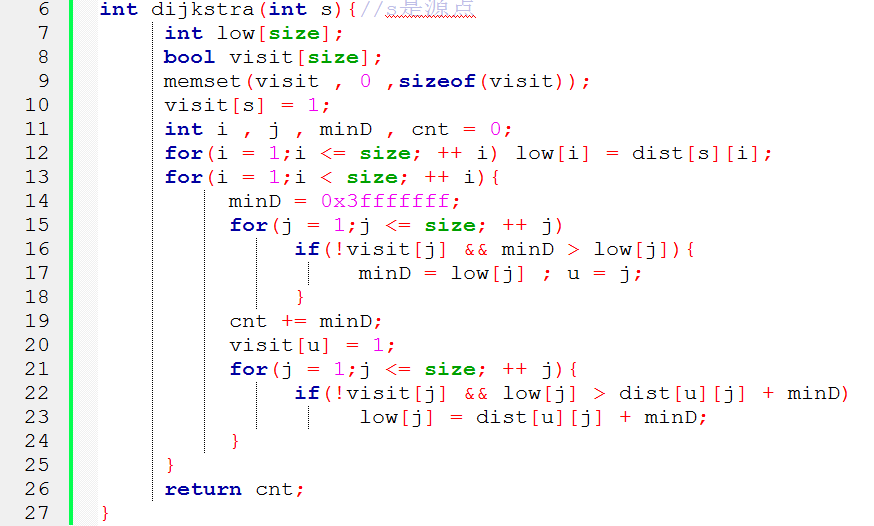 6 int dijkstra(int s){//s是源点
7 int low[size];
8 bool visit[size];
9 memset(visit , 0 ,sizeof(visit));
10 visit[s] = 1;
11 int i , j , minD , cnt = 0;
12 for(i = 1;i <= size; ++ i) low[i] = dist[s][i];
13 for(i = 1;i < size; ++ i){
14 minD = 0x3fffffff;
15 for(j = 1;j <= size; ++ j)
16 if(!visit[j] && minD > low[j]){
17 minD = low[j] ; u = j;
18 }
19 cnt += minD;
20 visit[u] = 1;
21 for(j = 1;j <= size; ++ j){
22 if(!visit[j] && low[j] > dist[u][j] + minD)
23 low[j] = dist[u][j] + minD;
24 }
25 }
26 return cnt;
27 }